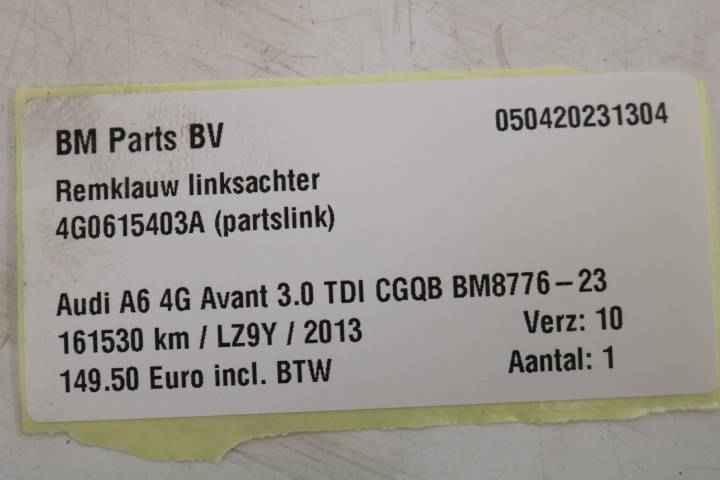 BM Parts BV
050420231304
Remklauw linksachter
4G0615403A (partslink)
Audi A6 4G Avant 3.0 TDI CGQB BM8776-23
161530 km / LZ9Y / 2013
Verz: 10
149.50 Euro incl. BTW
Aantal: 1